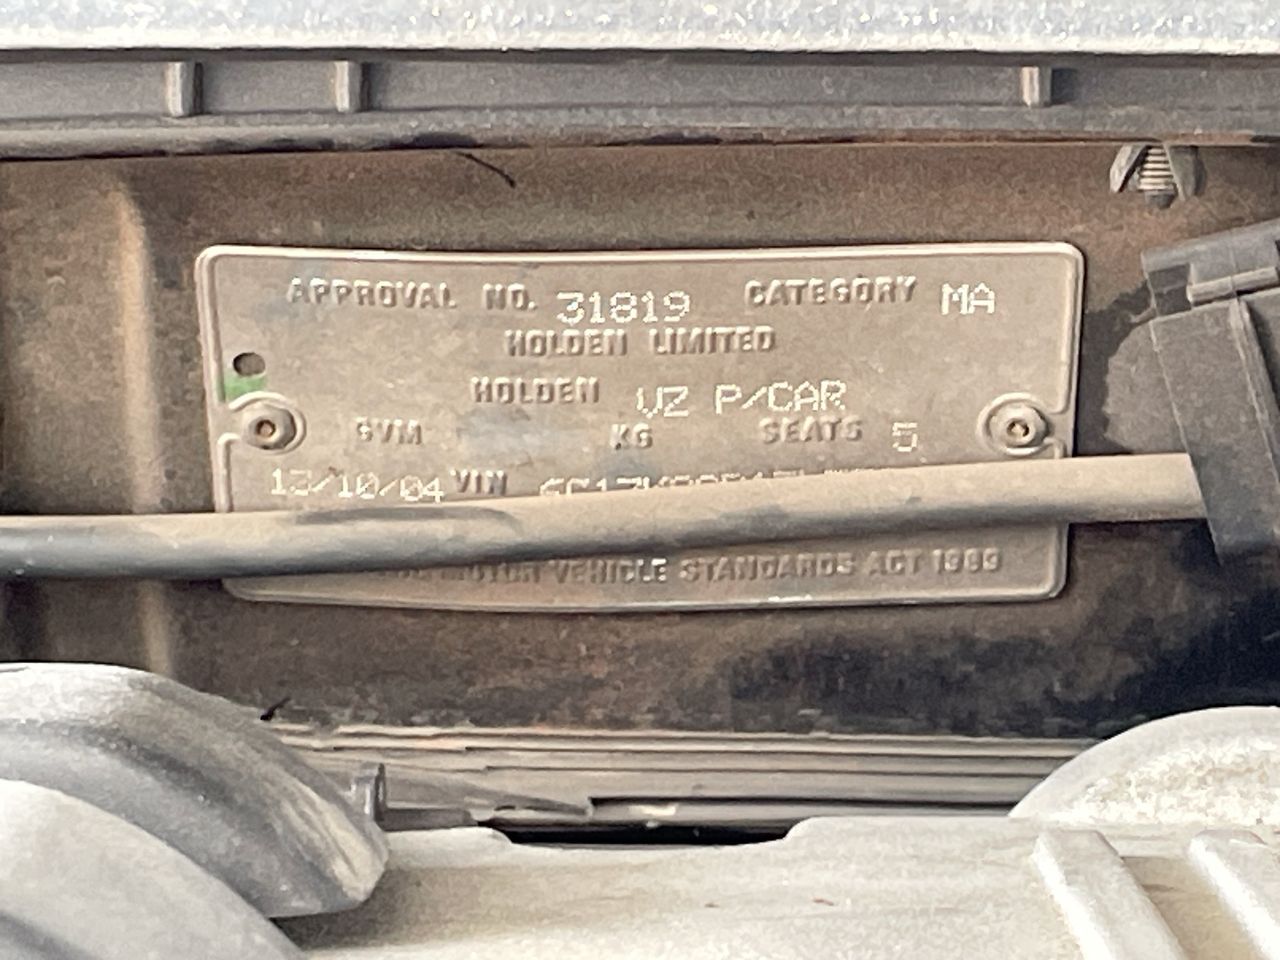 APPROVAL NO. 31819 CATEGORY MA
HOLDEN LIMITED
HOLDEN VZ P/CAR
GVM KG SEATS 5
13/10/04 VIN
MOTOR VEHICLE STANDARDS ACT 1989